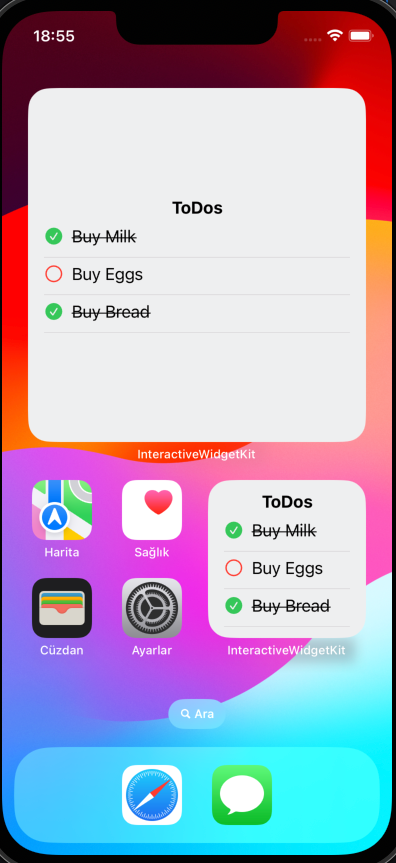 18:55
ToDos
Buy Milk
Buy Eggs
Buy Bread
InteractiveWidgetKit
Harita
Sağlık
Cüzdan
Ayarlar
ToDos
Buy Milk
Buy Eggs
Buy Bread
InteractiveWidgetKit
Ara